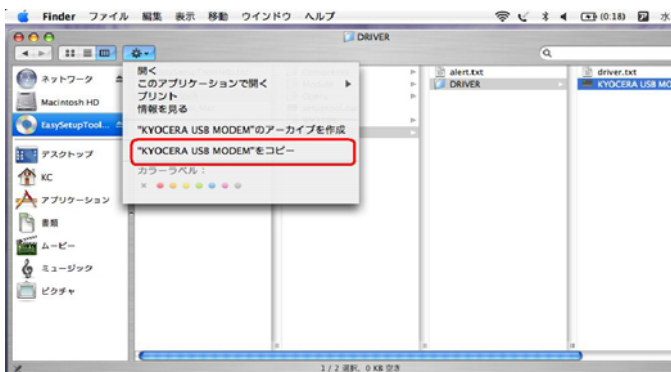 Finder ファイル 編集 表示 移動 ウインドウ ヘルプ (0:18) 水
DRIVER
ネットワーク
Macintosh HD
EasySetupTool...
デスクトップ
KC
アプリケーション
書類
ムービー
ミュージック
ピクチャ
開く
このアプリケーションで開く
プリント
情報を見る
"KYOCERA USB MODEM"のアーカイブを作成
"KYOCERA USB MODEM"をコピー
カラーラベル：
alert.txt
DRIVER
driver.txt
KYOCERA USB MO
1 / 2 選択、0 KB 空き